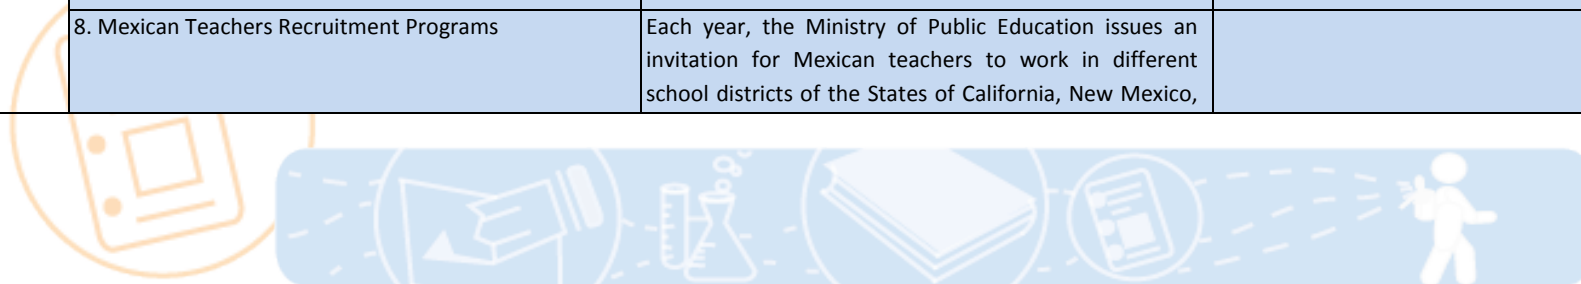 8. Mexican Teachers Recruitment Programs
Each year, the Ministry of Public Education issues an
invitation for Mexican teachers to work in different
school districts of the States of California, New Mexico,